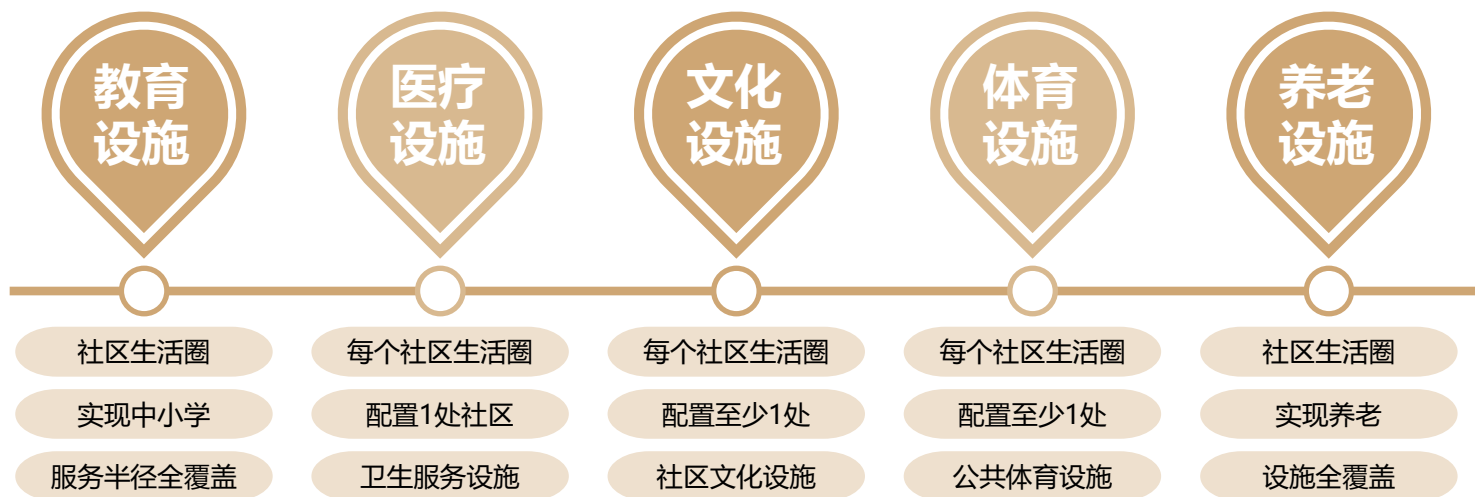 教育
设施
医疗
设施
文化
设施
体育
设施
养老
设施
社区生活圈
实现中小学
服务半径全覆盖
每个社区生活圈
配置1处社区
卫生服务设施
每个社区生活圈
配置至少1处
社区文化设施
每个社区生活圈
配置至少1处
公共体育设施
社区生活圈
实现养老
设施全覆盖